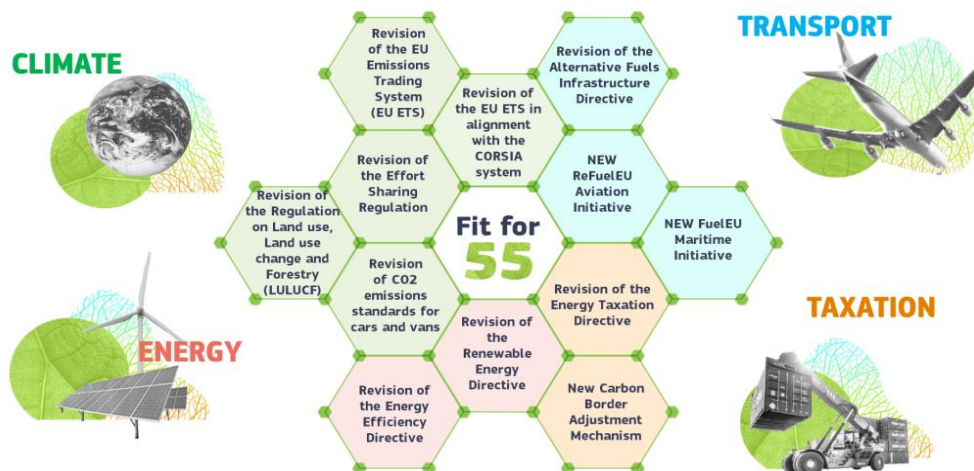 CLIMATE
TRANSPORT
Revision
of the EU
Emissions
Trading
System
(EU ETS)
Revision of
the EU ETS in
alignment
with the
CORSIA
system
Revision of the
Alternative Fuels
Infrastructure
Directive
Revision of
the Effort
Sharing
Regulation
NEW
ReFuelEU
Aviation
Initiative
Revision of
the Regulation
on Land use,
Land use
change and
Forestry
(LULUCF)
Fit for
55
NEW FuelEU
Maritime
Initiative
Revision
of CO2
emissions
standards for
cars and vans
Revision of the
Energy Taxation
Directive
ENERGY
TAXATION
Revision of
the
Renewable
Energy
Directive
Revision of
the Energy
Efficiency
Directive
New Carbon
Border
Adjustment
Mechanism